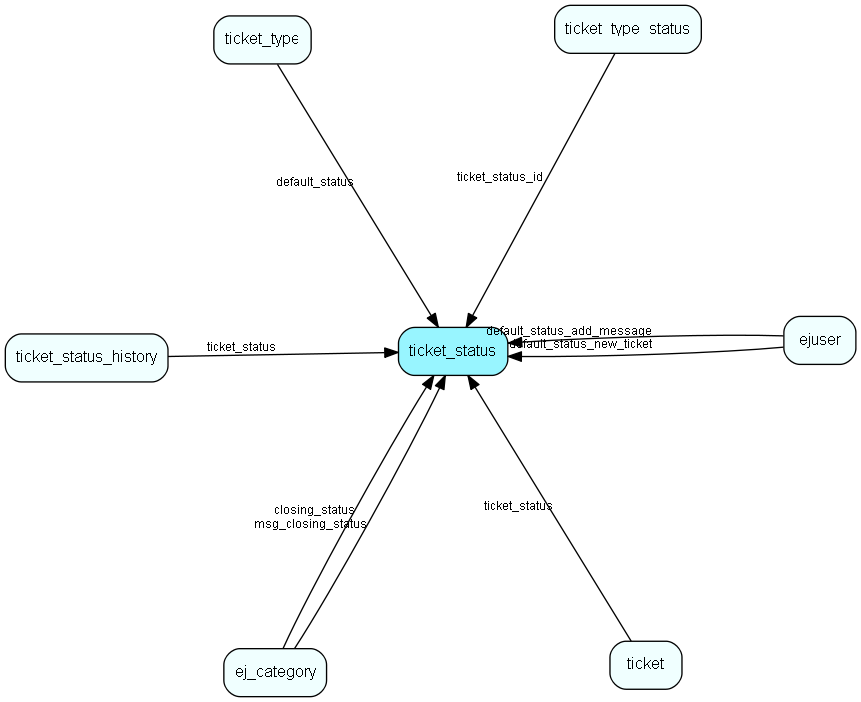 ticket_type
ticket_type_status
default_status
ticket_status_id
default_status_add_message
default_status_new_ticket
ejuser
ticket_status_history
ticket_status
ticket_status
closing_status
msg_closing_status
ticket_status
ej_category
ticket